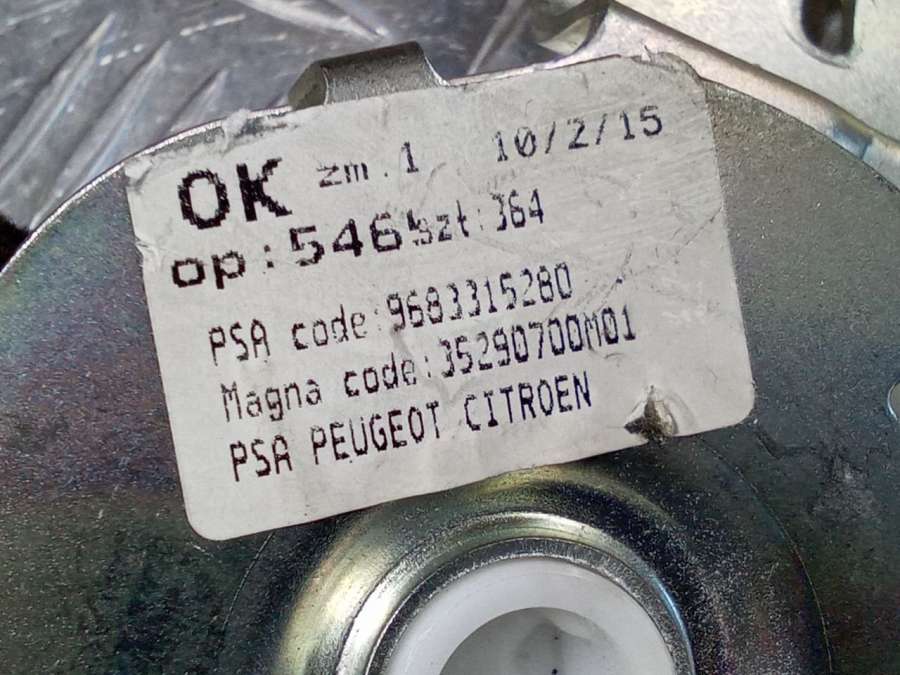 OK zm.1 10/2/15
op:546 szt:364
PSA code:9683315280
Magna code:35290700M01
PSA PEUGEOT CITROEN